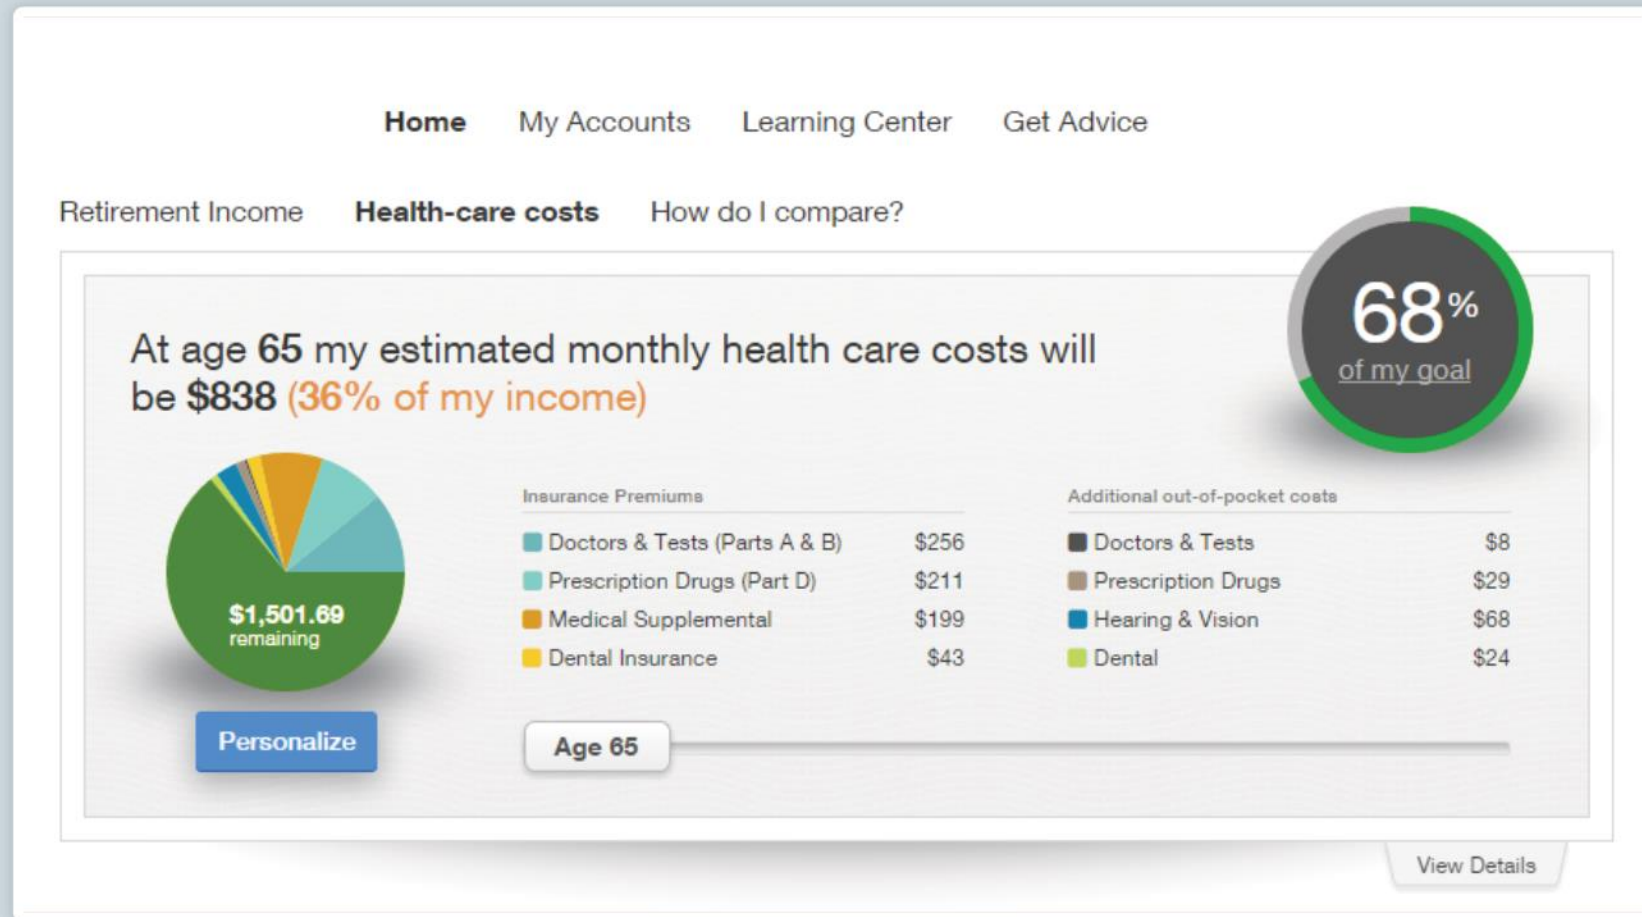 Home My Accounts Learning Center Get Advice
Retirement Income Health-care costs How do I compare?
68%
of my goal
At age 65 my estimated monthly health care costs will
be $838 (36% of my income)
$1,501.69
remaining
Personalize
Insurance Premiums
Doctors & Tests (Parts A & B) $256
Prescription Drugs (Part D) $211
Medical Supplemental $199
Dental Insurance $43
Additional out-of-pocket costs
Doctors & Tests $8
Prescription Drugs $29
Hearing & Vision $68
Dental $24
Age 65
View Details